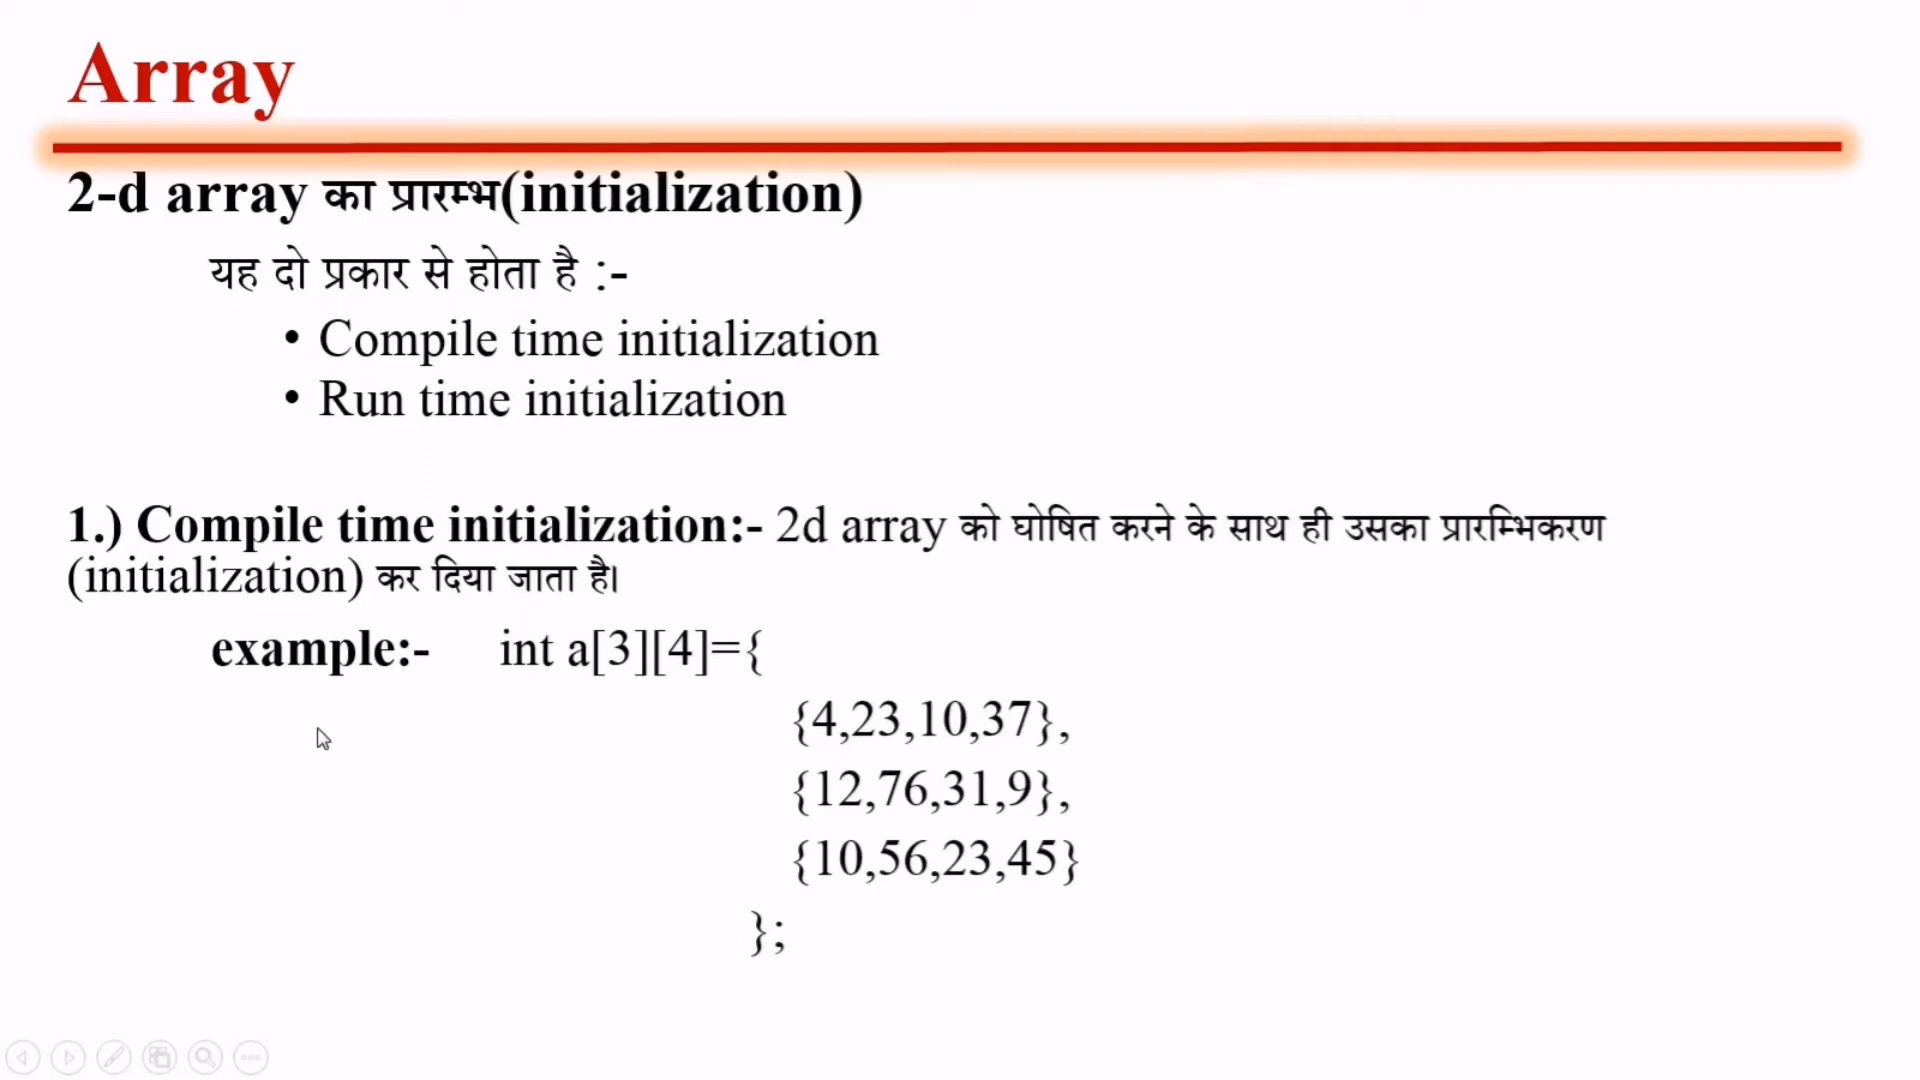 Array
2-d array का प्रारम्भ(initialization)
यह दो प्रकार से होता है :-
• Compile time initialization
• Run time initialization
1.) Compile time initialization:- 2d array को घोषित करने के साथ ही उसका प्रारम्भिकरण
(initialization) कर दिया जाता है।
example:- int a[3][4]={
{4,23,10,37},
{12,76,31,9},
{10,56,23,45}
};